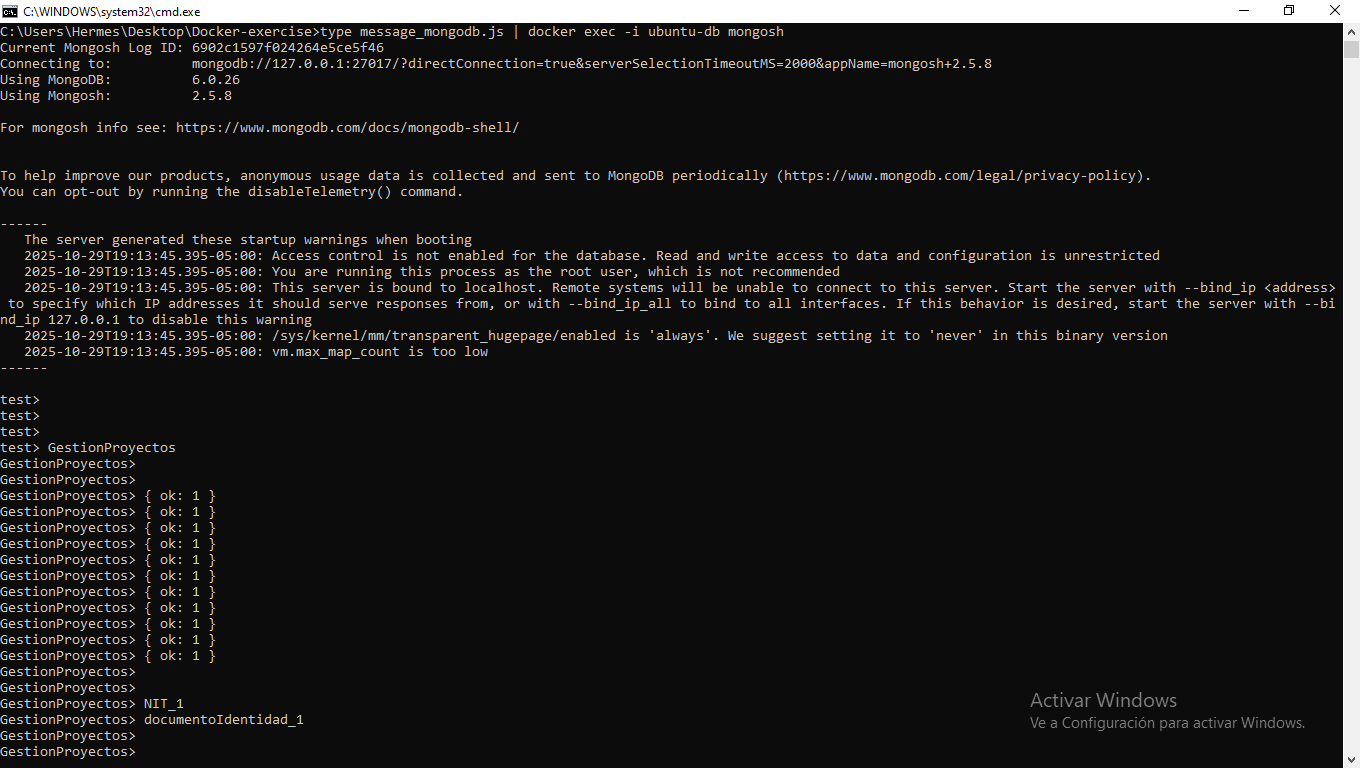 C:\WINDOWS\system32\cmd.exe
C:\Users\Hermes\Desktop\Docker-exercise>type message_mongodb.js | docker exec -i ubuntu-db mongosh
Current Mongosh Log ID: 6902c1597f024264e5ce5f46
Connecting to:          mongodb://127.0.0.1:27017/?directConnection=true&serverSelectionTimeoutMS=2000&appName=mongosh+2.5.8
Using MongoDB:          6.0.26
Using Mongosh:          2.5.8
For mongosh info see: https://www.mongodb.com/docs/mongodb-shell/
To help improve our products, anonymous usage data is collected and sent to MongoDB periodically (https://www.mongodb.com/legal/privacy-policy).
You can opt-out by running the disableTelemetry() command.
------
   The server generated these startup warnings when booting
   2025-10-29T19:13:45.395-05:00: Access control is not enabled for the database. Read and write access to data and configuration is unrestricted
   2025-10-29T19:13:45.395-05:00: You are running this process as the root user, which is not recommended
   2025-10-29T19:13:45.395-05:00: This server is bound to localhost. Remote systems will be unable to connect to this server. Start the server with --bind_ip <address>
 to specify which IP addresses it should serve responses from, or with --bind_ip_all to bind to all interfaces. If this behavior is desired, start the server with --bi
nd_ip 127.0.0.1 to disable this warning
   2025-10-29T19:13:45.395-05:00: /sys/kernel/mm/transparent_hugepage/enabled is 'always'. We suggest setting it to 'never' in this binary version
   2025-10-29T19:13:45.395-05:00: vm.max_map_count is too low
------
test>
test>
test>
test> GestionProyectos
GestionProyectos>
GestionProyectos>
GestionProyectos> { ok: 1 }
GestionProyectos> { ok: 1 }
GestionProyectos> { ok: 1 }
GestionProyectos> { ok: 1 }
GestionProyectos> { ok: 1 }
GestionProyectos> { ok: 1 }
GestionProyectos> { ok: 1 }
GestionProyectos> { ok: 1 }
GestionProyectos> { ok: 1 }
GestionProyectos> { ok: 1 }
GestionProyectos> { ok: 1 }
GestionProyectos>
GestionProyectos>
GestionProyectos> NIT_1
GestionProyectos> documentoIdentidad_1
GestionProyectos>
GestionProyectos>
Activar Windows
Ve a Configuración para activar Windows.